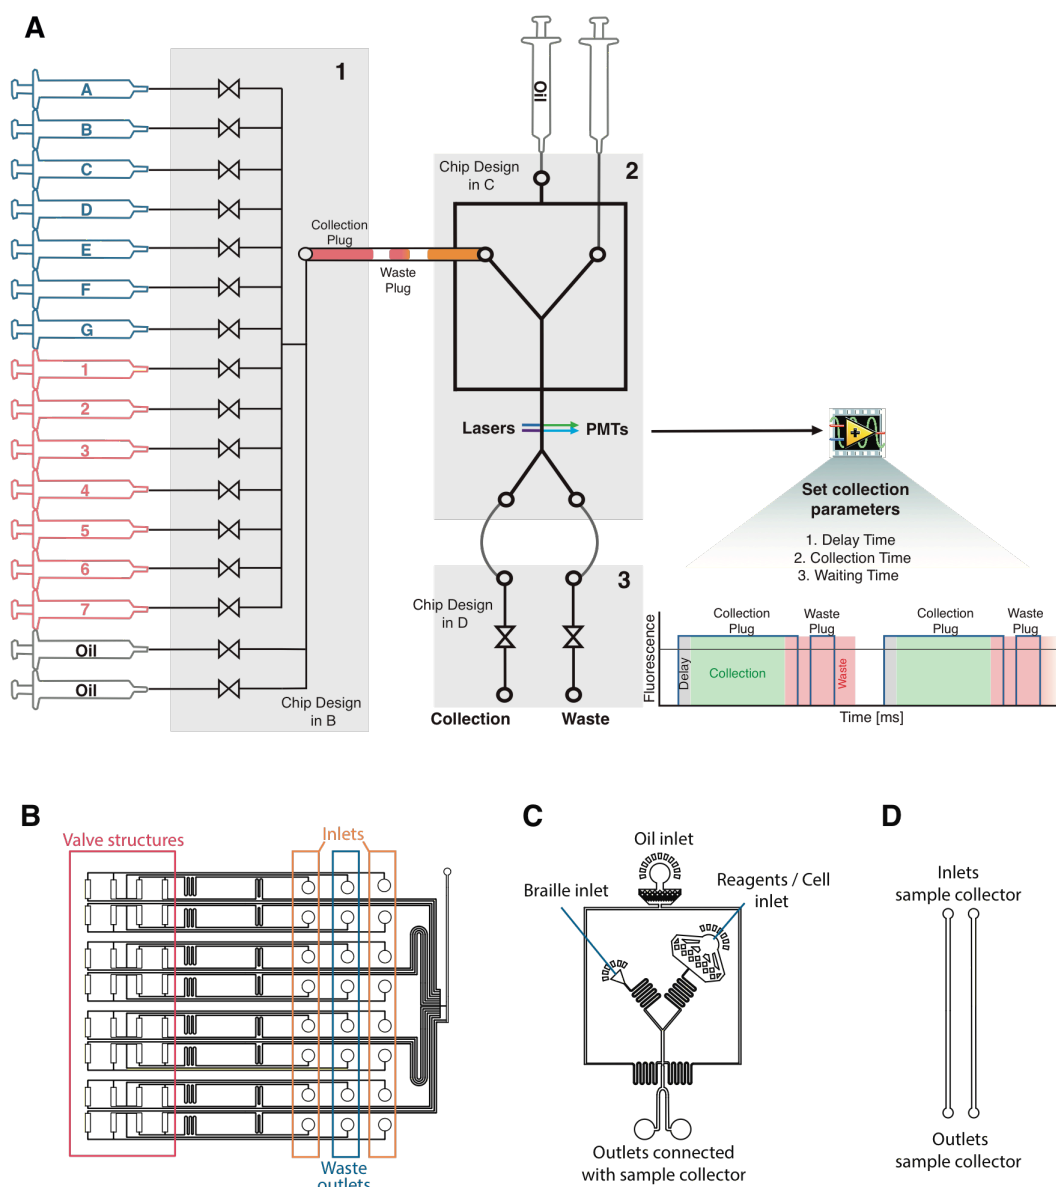 A
1
A
B
C
D
E
F
G
1
2
3
4
5
6
7
Oil
Oil
Chip Design
in B
Collection
Plug
Waste
Plug
Oil
2
Chip Design
in C
Lasers
PMTs
3
Chip Design
in D
Collection
Waste
Set collection
parameters
1. Delay Time
2. Collection Time
3. Waiting Time
Fluorescence
Collection
Plug
Waste
Plug
Collection
Plug
Waste
Plug
Delay
Collection
Waste
Time [ms]
B
Valve structures
Inlets
Waste
outlets
C
Oil inlet
Braille inlet
Reagents / Cell
inlet
Outlets connected
with sample collector
D
Inlets
sample collector
Outlets
sample collector